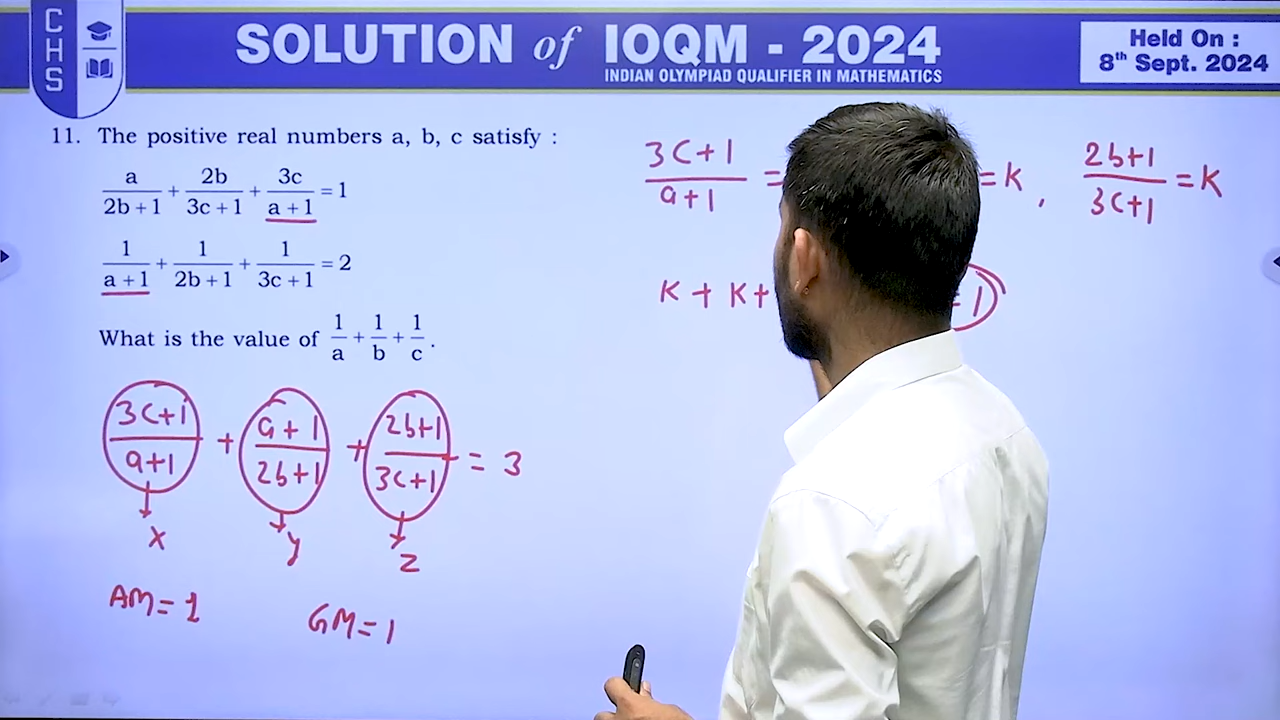 CHS
SOLUTION of IOQM - 2024
INDIAN OLYMPIAD QUALIFIER IN MATHEMATICS
Held On :
8th Sept. 2024
11. The positive real numbers a, b, c satisfy :
a/(2b+1) + 2b/(3c+1) + 3c/(a+1) = 1
1/(a+1) + 1/(2b+1) + 1/(3c+1) = 2
What is the value of 1/a + 1/b + 1/c.
(3c+1)/(a+1) + (a+1)/(2b+1) + (2b+1)/(3c+1) = 3
x y z
AM = 1 GM = 1
(3c+1)/(a+1) = = K , (2b+1)/(3c+1) = K
K + K + = 1